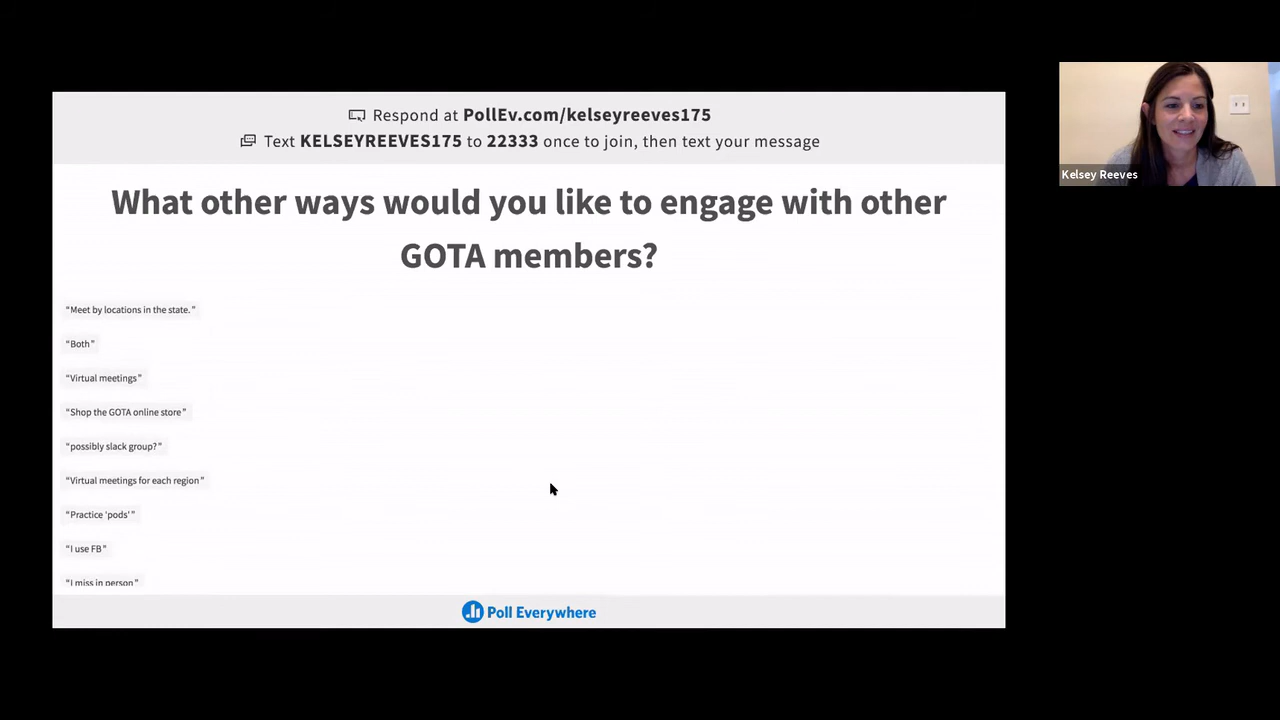 Respond at PollEv.com/kelseyreeves175
Text KELSEYREEVES175 to 22333 once to join, then text your message
What other ways would you like to engage with other
GOTA members?
“Meet by locations in the state.”
“Both”
“Virtual meetings”
“Shop the GOTA online store”
“possibly slack group?”
“Virtual meetings for each region”
“Practice 'pods'”
“I use FB”
“I miss in person”
Poll Everywhere
Kelsey Reeves